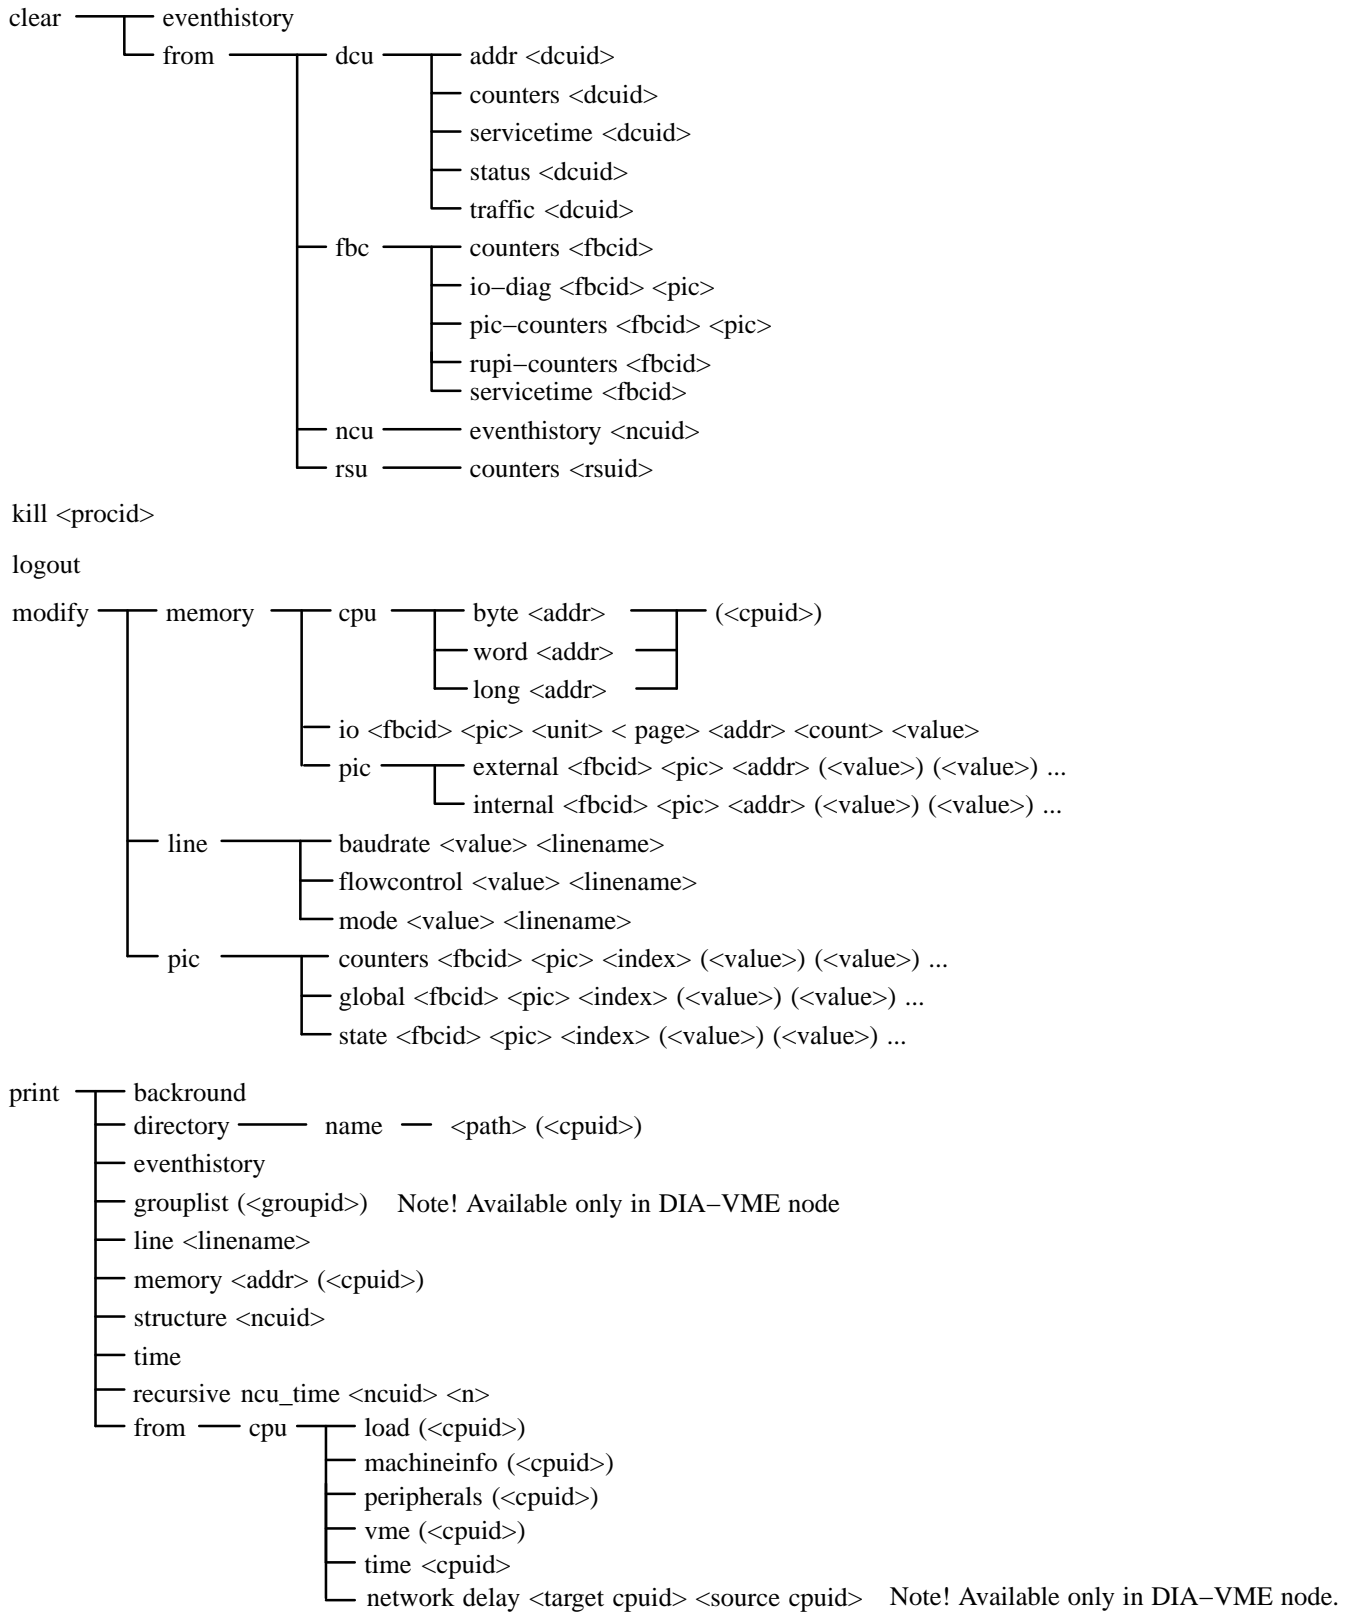 clear eventhistory
from dcu addr <dcuid>
counters <dcuid>
servicetime <dcuid>
status <dcuid>
traffic <dcuid>
fbc counters <fbcid>
io−diag <fbcid> <pic>
pic−counters <fbcid> <pic>
rupi−counters <fbcid>
servicetime <fbcid>
ncu eventhistory <ncuid>
rsu counters <rsuid>
kill <procid>
logout
modify memory cpu byte <addr> (<cpuid>)
word <addr>
long <addr>
io <fbcid> <pic> <unit> < page> <addr> <count> <value>
pic external <fbcid> <pic> <addr> (<value>) (<value>) ...
internal <fbcid> <pic> <addr> (<value>) (<value>) ...
line baudrate <value> <linename>
flowcontrol <value> <linename>
mode <value> <linename>
pic counters <fbcid> <pic> <index> (<value>) (<value>) ...
global <fbcid> <pic> <index> (<value>) (<value>) ...
state <fbcid> <pic> <index> (<value>) (<value>) ...
print backround
directory name <path> (<cpuid>)
eventhistory
grouplist (<groupid>) Note! Available only in DIA−VME node
line <linename>
memory <addr> (<cpuid>)
structure <ncuid>
time
recursive ncu_time <ncuid> <n>
from cpu load (<cpuid>)
machineinfo (<cpuid>)
peripherals (<cpuid>)
vme (<cpuid>)
time <cpuid>
network delay <target cpuid> <source cpuid> Note! Available only in DIA−VME node.